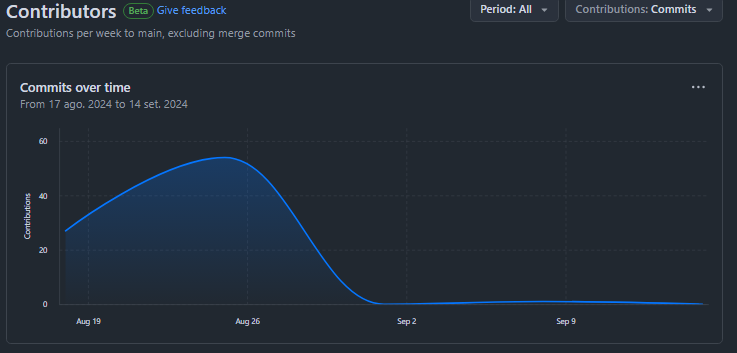 Contributors Beta Give feedback
Period: All
Contributions: Commits
Contributions per week to main, excluding merge commits
Commits over time
From 17 ago. 2024 to 14 set. 2024
Contributions
60
40
20
0
Aug 19 Aug 26 Sep 2 Sep 9